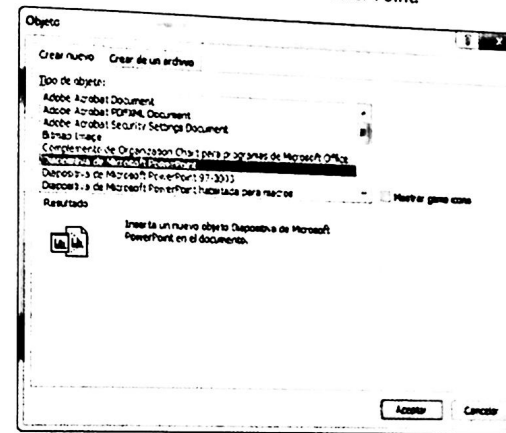 Objeto
Crear nuevo Crear de un archivo
Tipo de objeto:
Adobe Acrobat Document
Adobe Acrobat PDFXML Document
Adobe Acrobat Security Settings Document
Bitmap Image
Complemento de Organization Chart para programas de Microsoft Office
Diapositiva de Microsoft PowerPoint
Diapositiva de Microsoft PowerPoint 97-2003
Diapositiva de Microsoft PowerPoint habilitada para macros
Mostrar como icono
Resultado
Inserta un nuevo objeto Diapositiva de Microsoft
PowerPoint en el documento.
Aceptar Cancelar